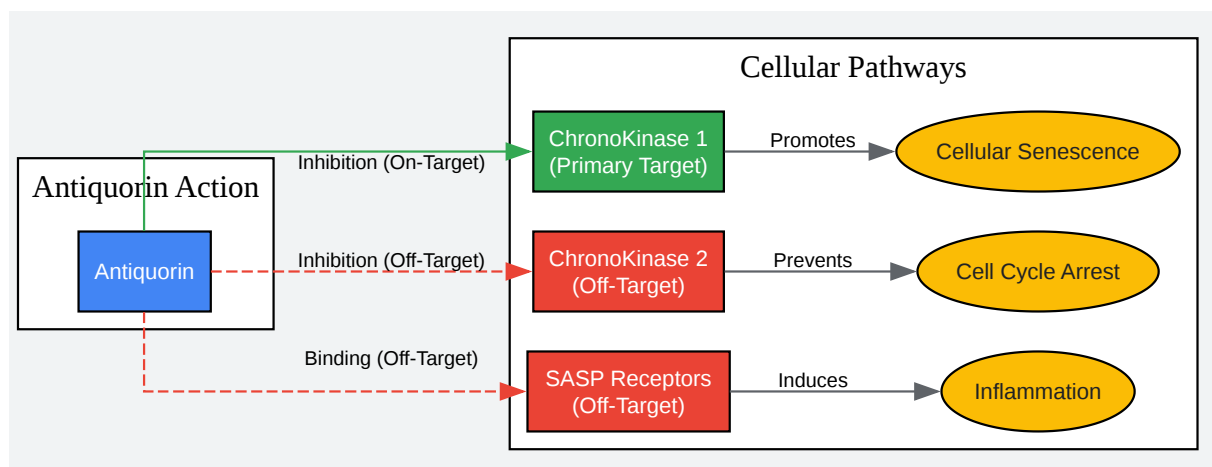 Cellular Pathways
Antiquorin Action
Antiquorin
Inhibition (On-Target)
ChronoKinase 1
(Primary Target)
Promotes
Cellular Senescence
Inhibition (Off-Target)
ChronoKinase 2
(Off-Target)
Prevents
Cell Cycle Arrest
Binding (Off-Target)
SASP Receptors
(Off-Target)
Induces
Inflammation